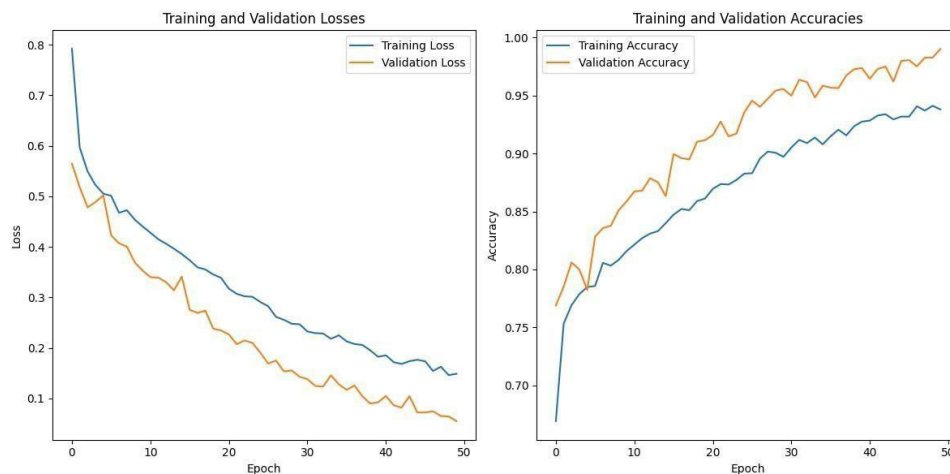 Training and Validation Losses
Training Loss
Validation Loss
0.8
0.7
0.6
0.5
0.4
0.3
0.2
0.1
Loss
0
10
20
30
40
50
Epoch
Training and Validation Accuracies
Training Accuracy
Validation Accuracy
1.00
0.95
0.90
0.85
0.80
0.75
0.70
Accuracy
0
10
20
30
40
Epoch